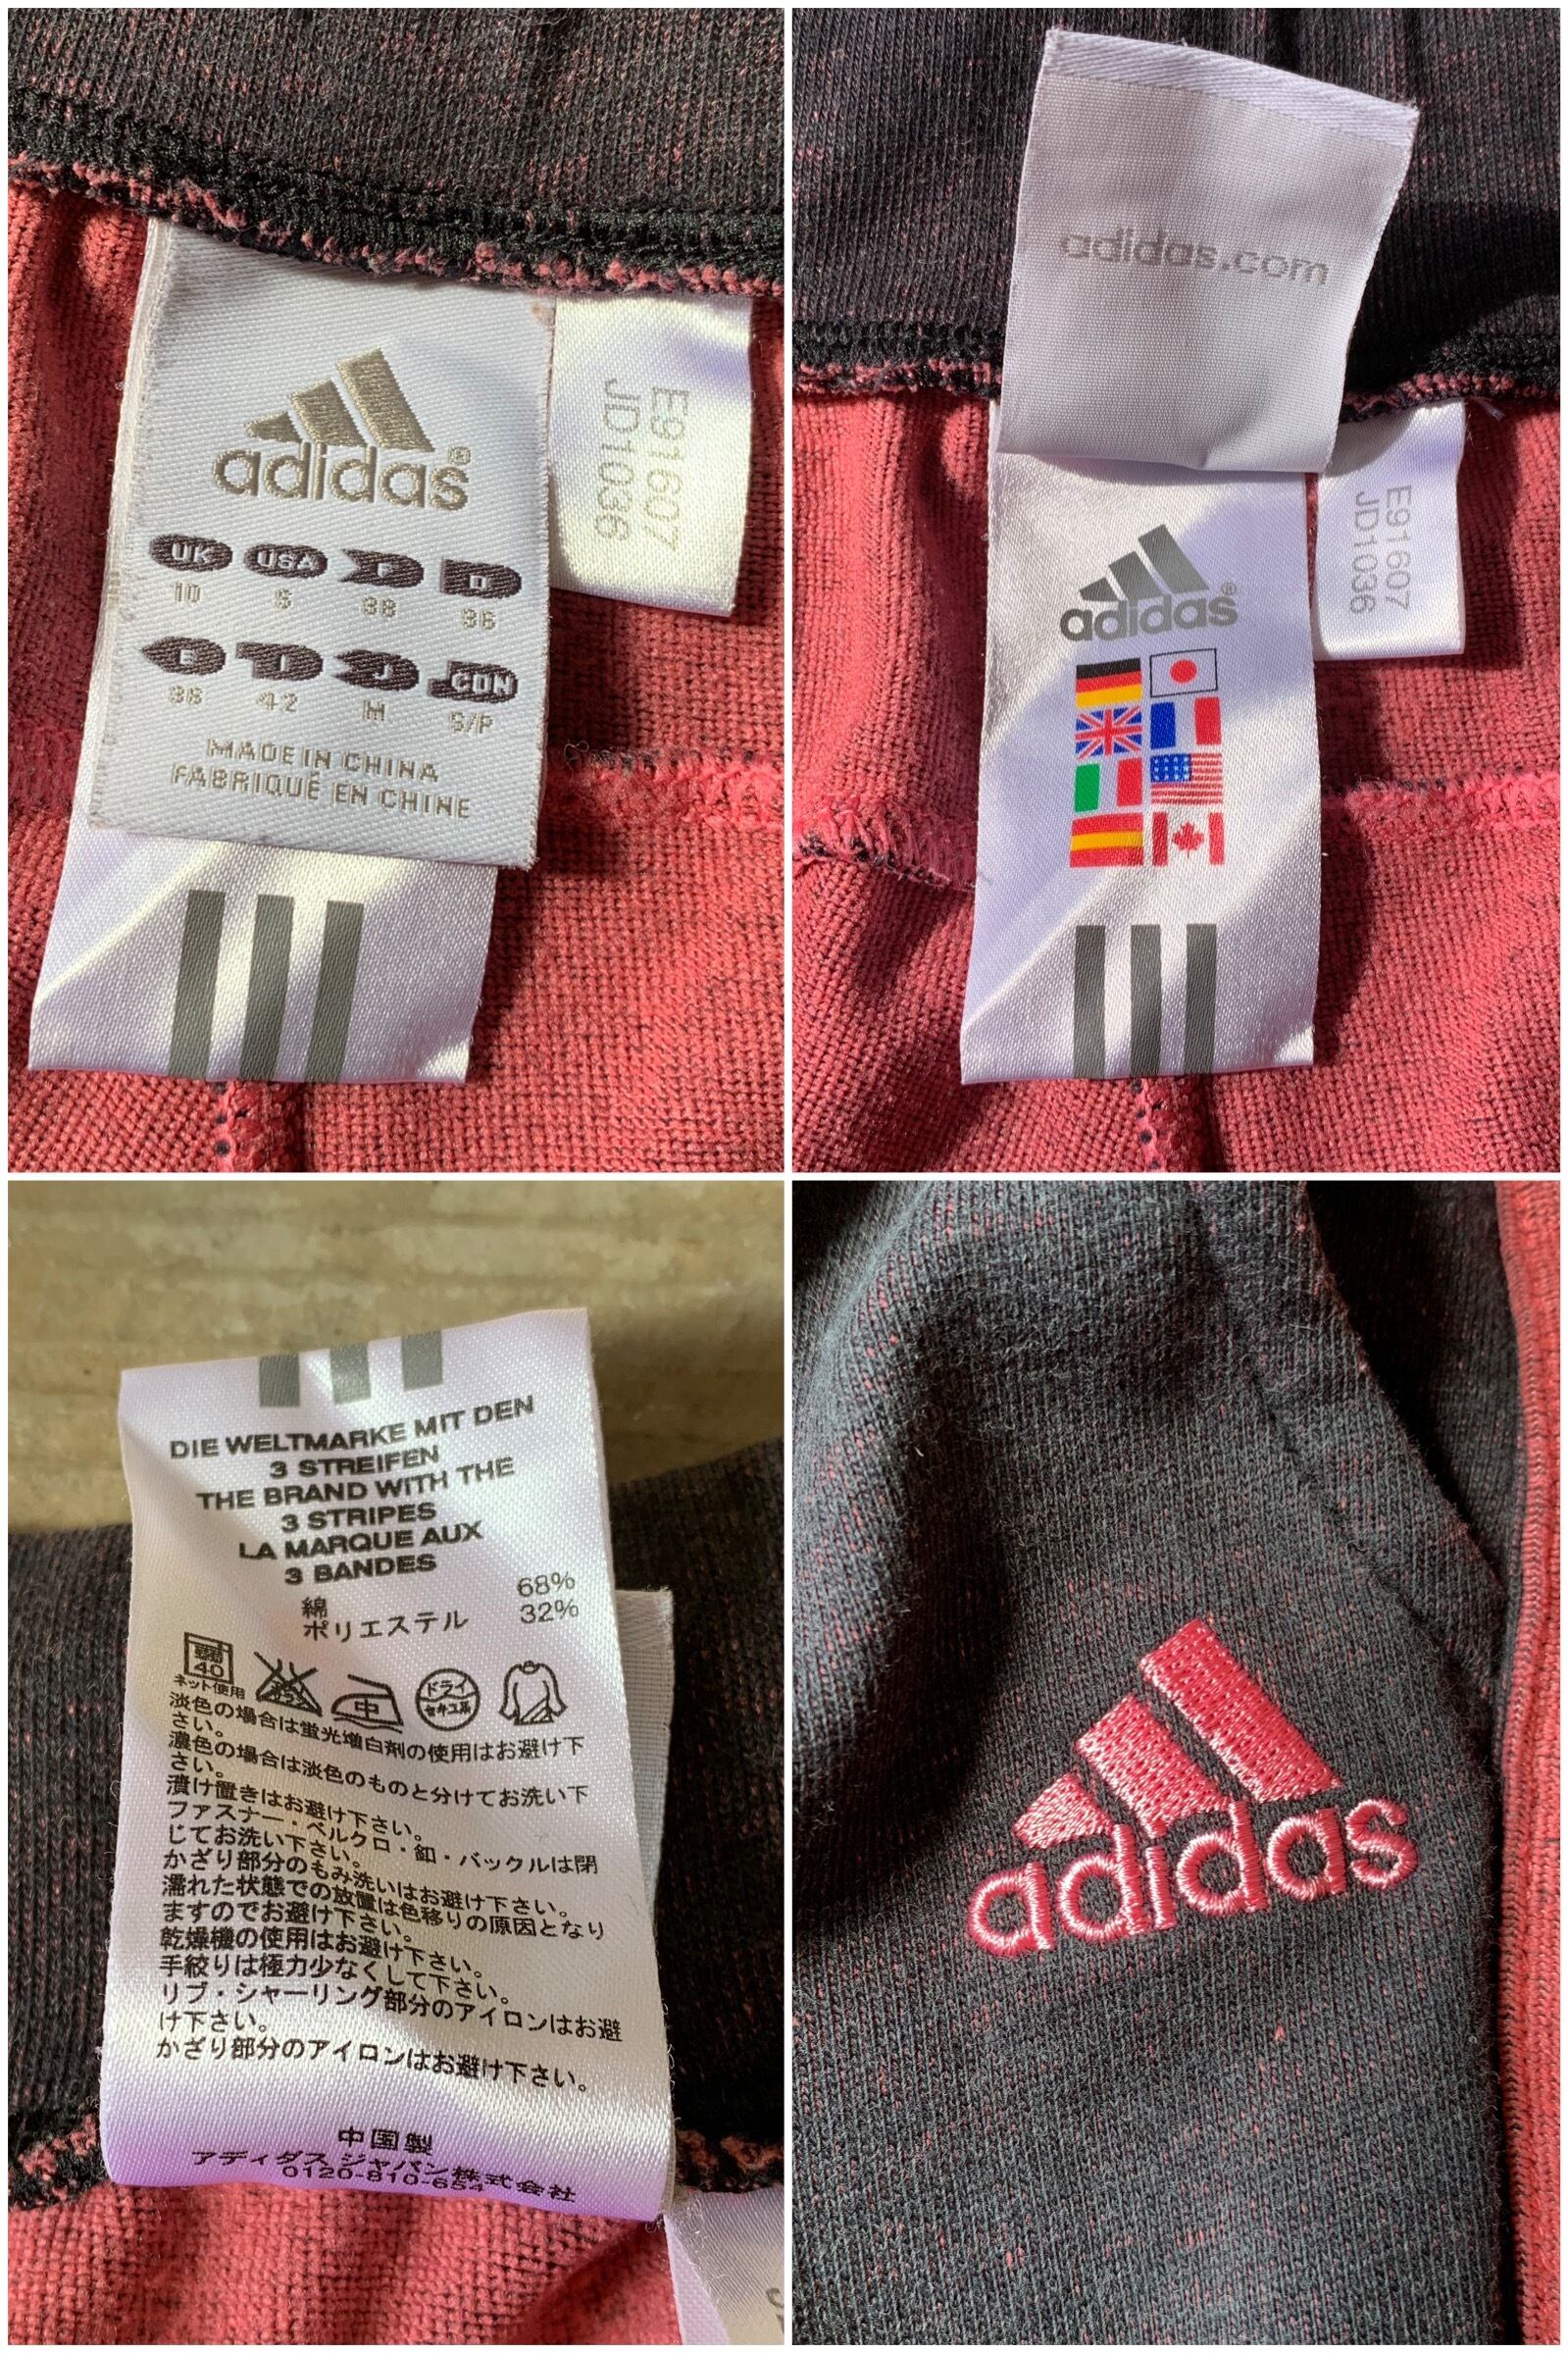 adidas®
UK USA F D
10 S 38 36
E I J CDN
38 42 M S/P
MADE IN CHINA
FABRIQUÉ EN CHINE
E91607
JD1036
adidas.com
adidas®
E91607
JD1036
DIE WELTMARKE MIT DEN
3 STREIFEN
THE BRAND WITH THE
3 STRIPES
LA MARQUE AUX
3 BANDES
綿 68%
ポリエステル 32%
40
ネット使用
中
ドライ
セキユ系
淡色の場合は蛍光増白剤の使用はお避け下
さい。
濃色の場合は淡色のものと分けてお洗い下
さい。
漬け置きはお避け下さい。
ファスナー・ベルクロ・釦・バックルは閉
じてお洗い下さい。
かざり部分のもみ洗いはお避け下さい。
濡れた状態での放置は色移りの原因となり
ますのでお避け下さい。
乾燥機の使用はお避け下さい。
手絞りは極力少なくして下さい。
リブ・シャーリング部分のアイロンはお避
け下さい。
かざり部分のアイロンはお避け下さい。
中国製
アディダス ジャパン株式会社
0120-810-654
adidas